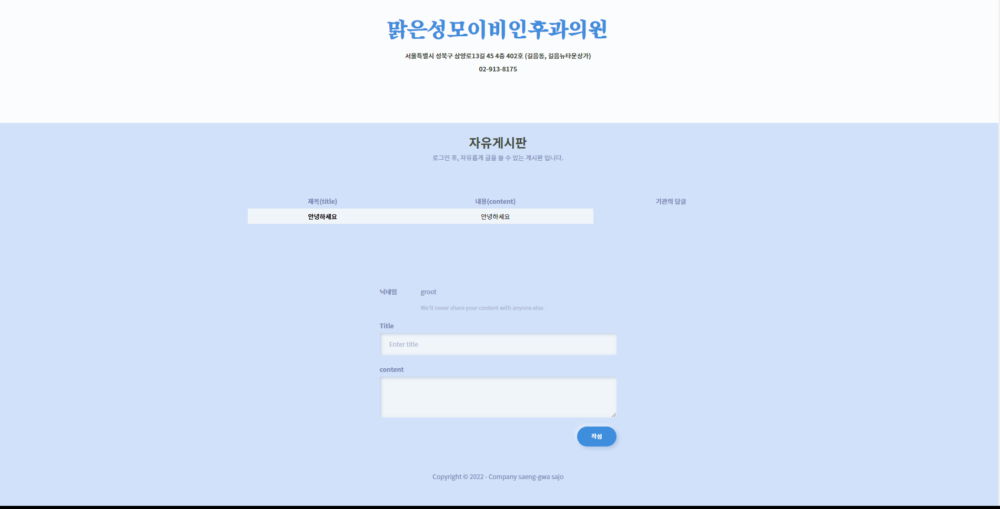 맑은성모이비인후과의원
서울특별시 성북구 삼양로13길 45 4층 402호 (길음동, 길음뉴타운상가)
02-913-8175
자유게시판
로그인 후, 자유롭게 글을 쓸 수 있는 게시판 입니다.
제목(title) 내용(content) 기관의 답글
안녕하세요 안녕하세요
닉네임 groot
We'll never share your content with anyone else.
Title
Enter title
content
작성
Copyright © 2022 - Company saeng-gwa sajo